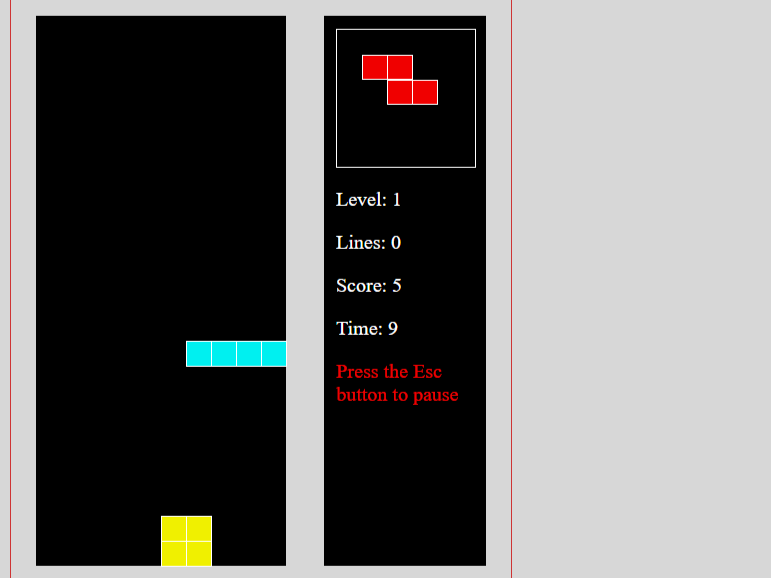 Level: 1
Lines: 0
Score: 5
Time: 9
Press the Esc
button to pause